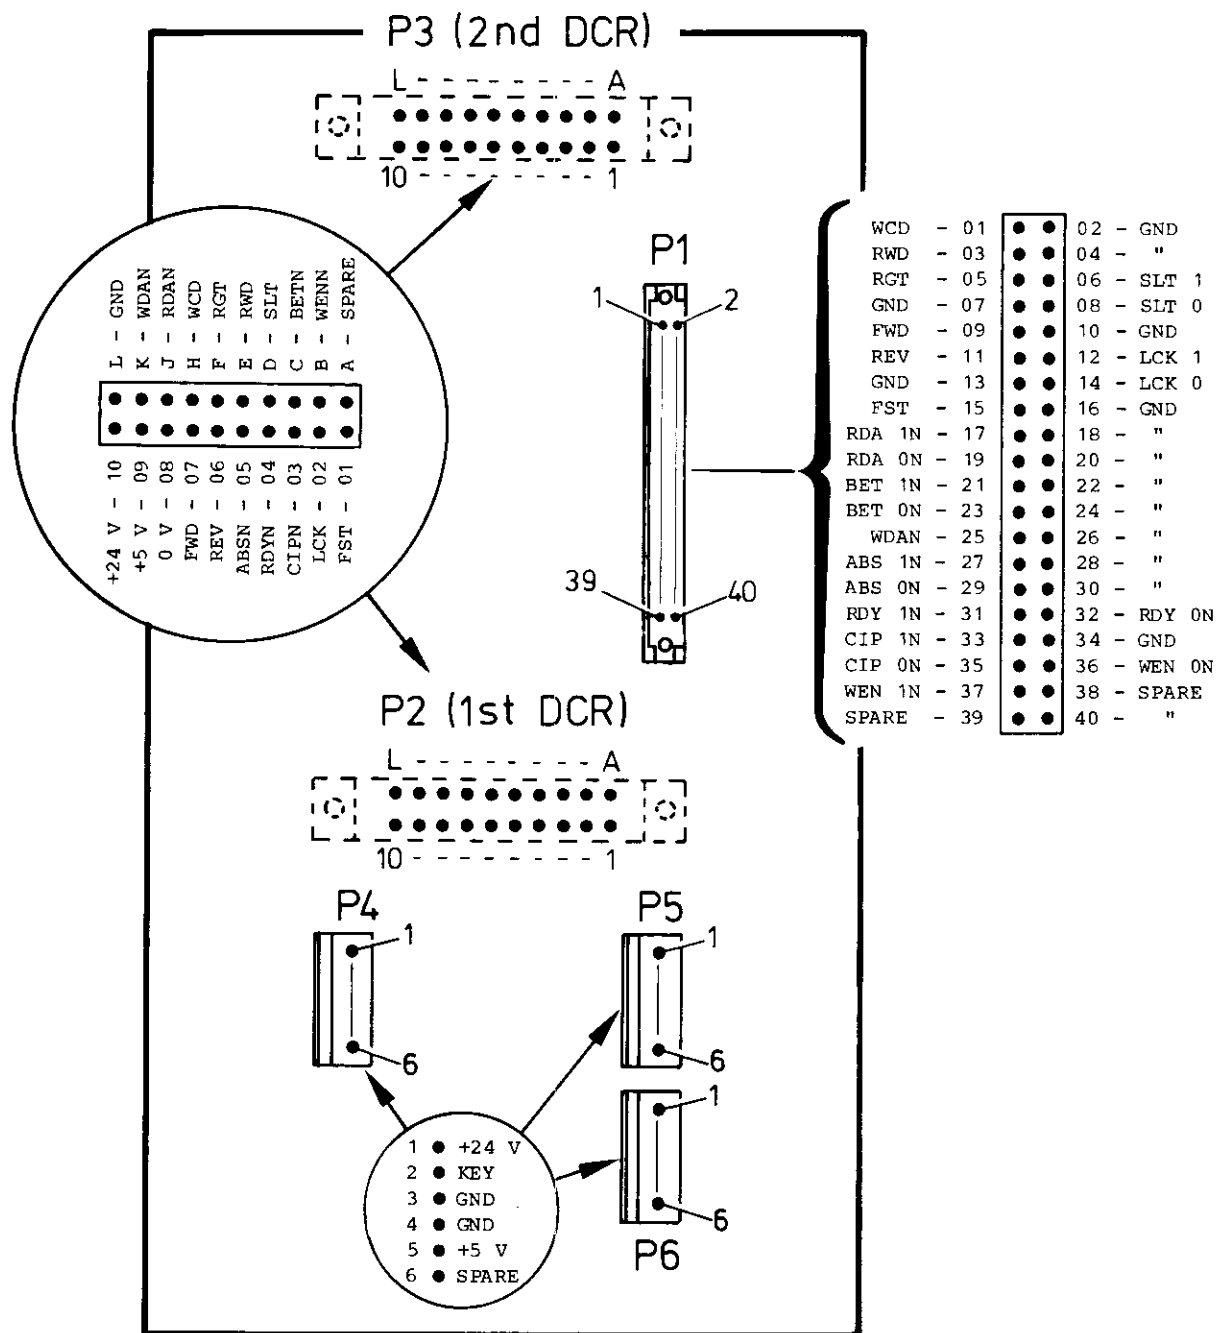 P3 (2nd DCR)
L - - - - - - - - A
10 - - - - - - - - 1
L - GND
K - WDAN
J - RDAN
H - WCD
F - RGT
E - RWD
D - SLT
C - BETN
B - WENN
A - SPARE
+24 V - 10
+5 V - 09
0 V - 08
FWD - 07
REV - 06
ABSN - 05
RDYN - 04
CIPN - 03
LCK - 02
FST - 01
P1
1 2
39 40
WCD - 01 02 - GND
RWD - 03 04 - "
RGT - 05 06 - SLT 1
GND - 07 08 - SLT 0
FWD - 09 10 - GND
REV - 11 12 - LCK 1
GND - 13 14 - LCK 0
FST - 15 16 - GND
RDA 1N - 17 18 - "
RDA 0N - 19 20 - "
BET 1N - 21 22 - "
BET 0N - 23 24 - "
WDAN - 25 26 - "
ABS 1N - 27 28 - "
ABS 0N - 29 30 - "
RDY 1N - 31 32 - RDY 0N
CIP 1N - 33 34 - GND
CIP 0N - 35 36 - WEN 0N
WEN 1N - 37 38 - SPARE
SPARE - 39 40 - "
P2 (1st DCR)
L - - - - - - - - A
10 - - - - - - - - 1
P4
1
6
P5
1
6
1
6
P6
1 +24 V
2 KEY
3 GND
4 GND
5 +5 V
6 SPARE